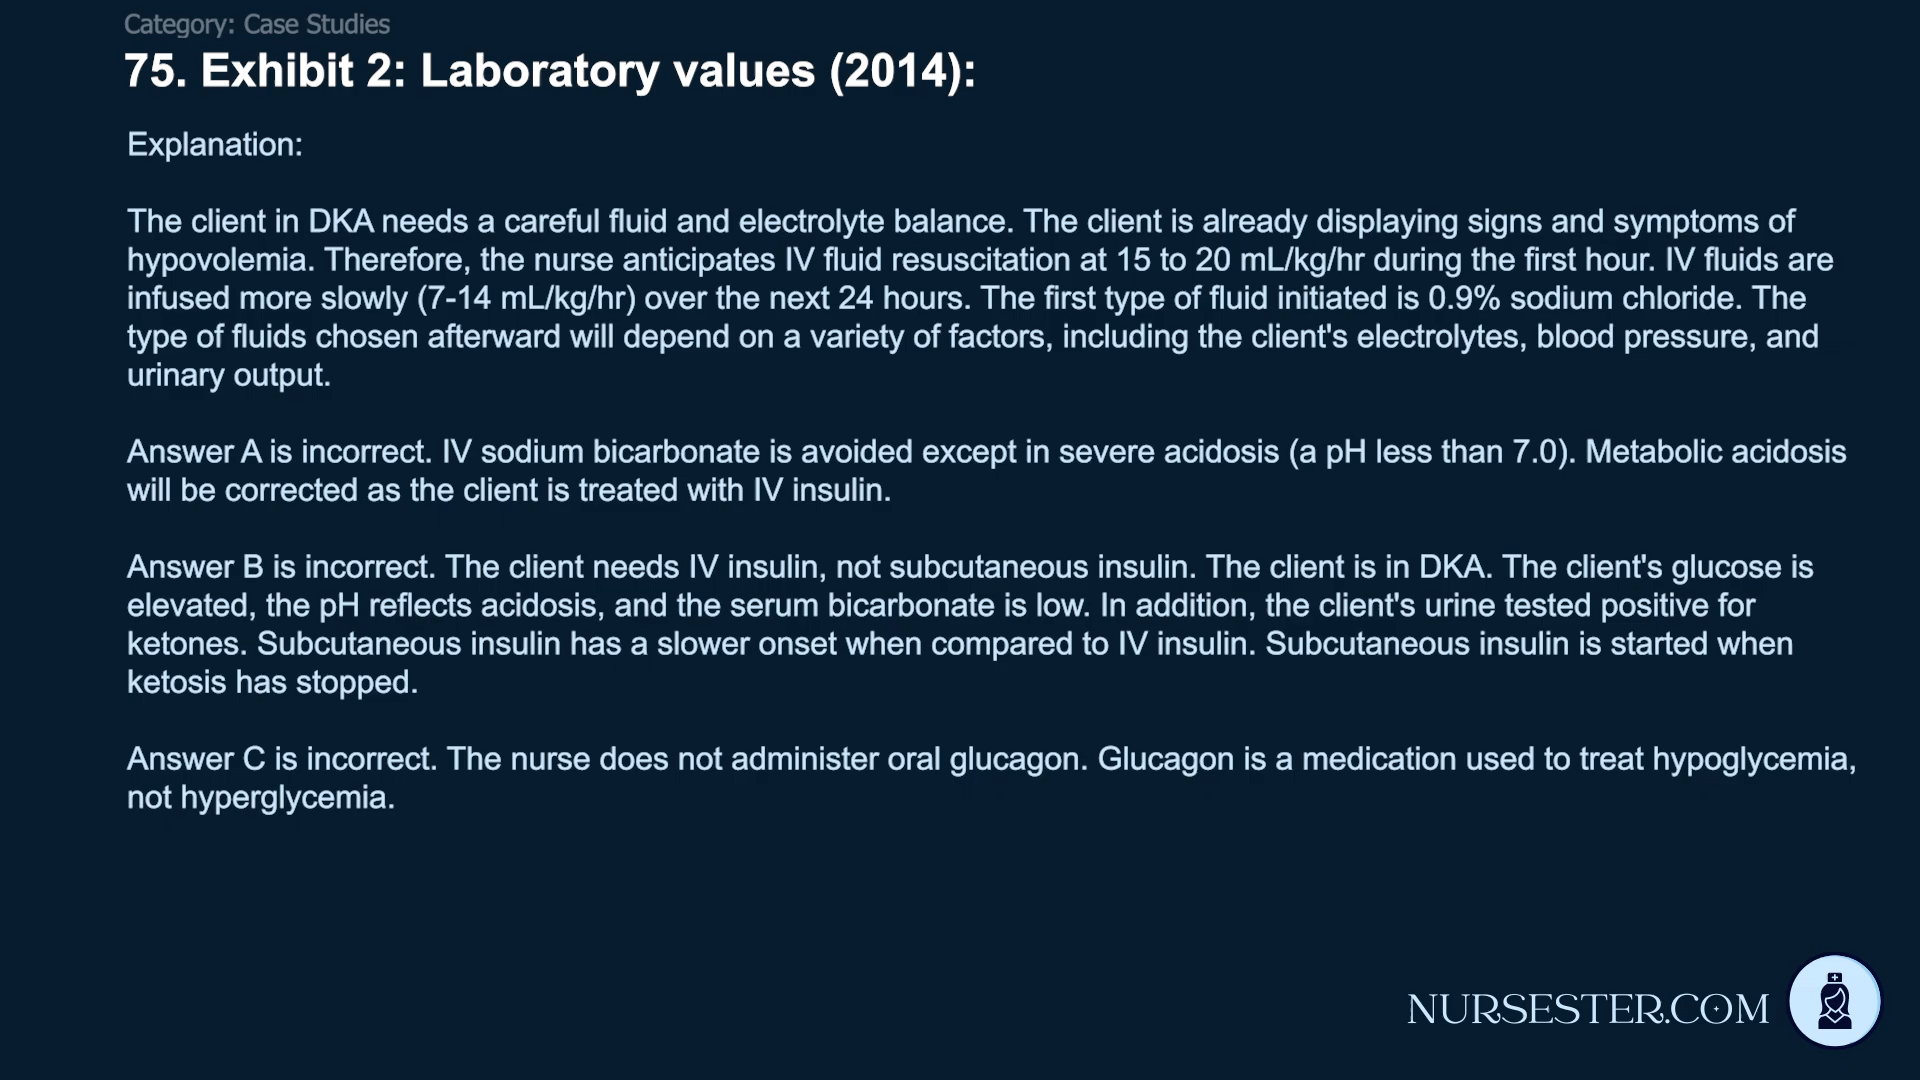 Category: Case Studies
75. Exhibit 2: Laboratory values (2014):
Explanation:
The client in DKA needs a careful fluid and electrolyte balance. The client is already displaying signs and symptoms of
hypovolemia. Therefore, the nurse anticipates IV fluid resuscitation at 15 to 20 mL/kg/hr during the first hour. IV fluids are
infused more slowly (7-14 mL/kg/hr) over the next 24 hours. The first type of fluid initiated is 0.9% sodium chloride. The
type of fluids chosen afterward will depend on a variety of factors, including the client's electrolytes, blood pressure, and
urinary output.
Answer A is incorrect. IV sodium bicarbonate is avoided except in severe acidosis (a pH less than 7.0). Metabolic acidosis
will be corrected as the client is treated with IV insulin.
Answer B is incorrect. The client needs IV insulin, not subcutaneous insulin. The client is in DKA. The client's glucose is
elevated, the pH reflects acidosis, and the serum bicarbonate is low. In addition, the client's urine tested positive for
ketones. Subcutaneous insulin has a slower onset when compared to IV insulin. Subcutaneous insulin is started when
ketosis has stopped.
Answer C is incorrect. The nurse does not administer oral glucagon. Glucagon is a medication used to treat hypoglycemia,
not hyperglycemia.
NURSESTER.COM